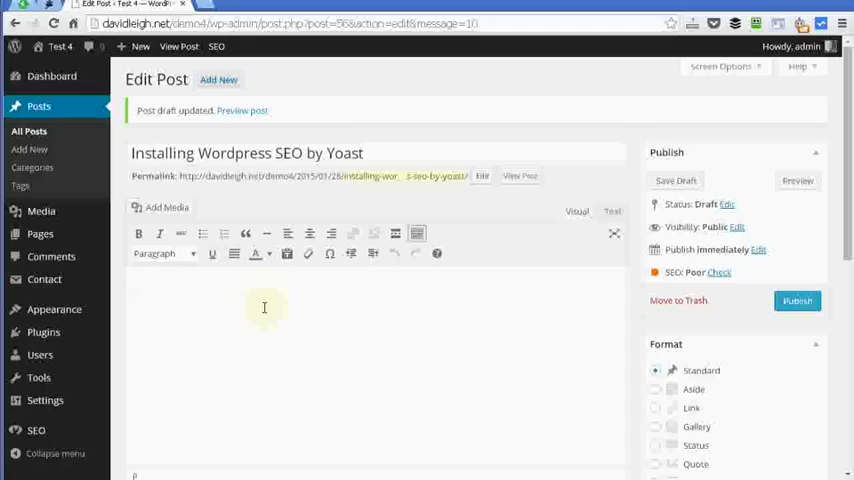 Edit Post ‹ Test 4 — WordPr
davidleigh.net/demo4/wp-admin/post.php?post=56&action=edit&message=10
Test 4 + New View Post SEO Howdy, admin
Screen Options Help
Dashboard
Posts
All Posts
Add New
Categories
Tags
Media
Pages
Comments
Contact
Appearance
Plugins
Users
Tools
Settings
SEO
Collapse menu
Edit Post Add New
Post draft updated. Preview post
Installing Wordpress SEO by Yoast
Permalink: http://davidleigh.net/demo4/2015/01/28/installing-wor... s-seo-by-yoast/ Edit View Post
Add Media
Visual Text
B I ABC
Paragraph U A
p
Publish
Save Draft Preview
Status: Draft Edit
Visibility: Public Edit
Publish immediately Edit
SEO: Poor Check
Move to Trash Publish
Format
Standard
Aside
Link
Gallery
Status
Quote